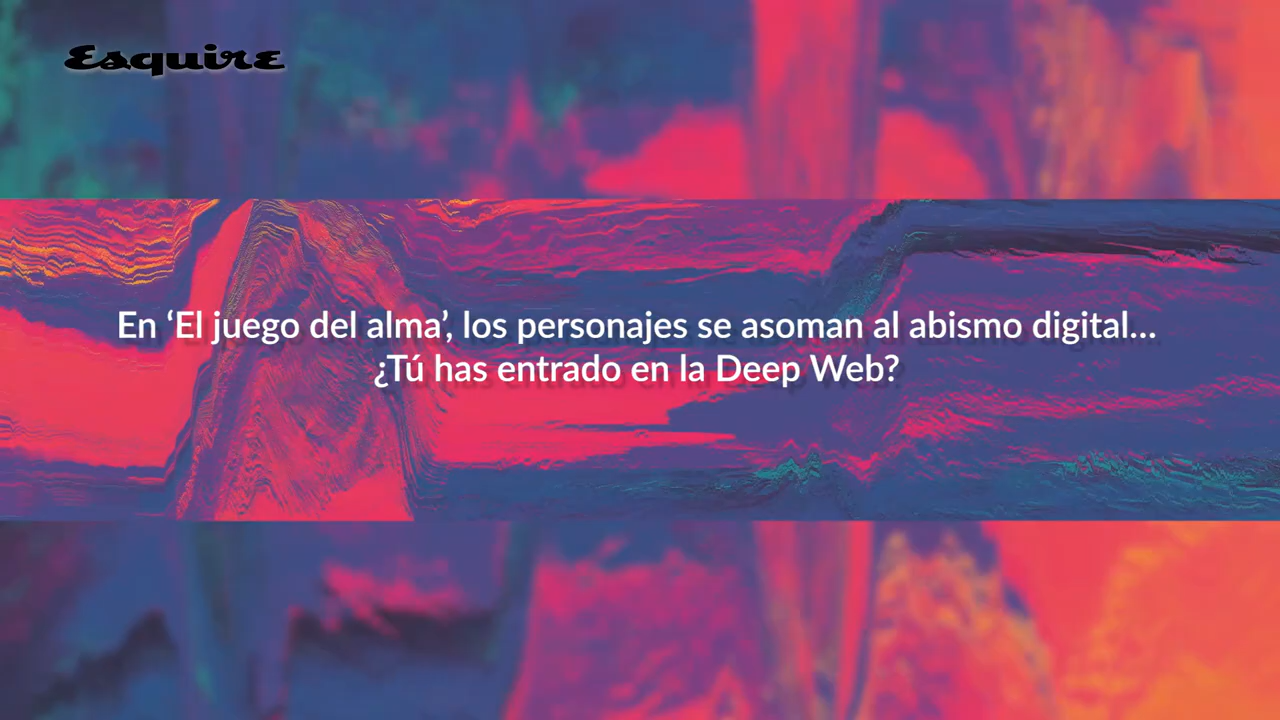 Esquire
En ‘El juego del alma’, los personajes se asoman al abismo digital...
¿Tú has entrado en la Deep Web?